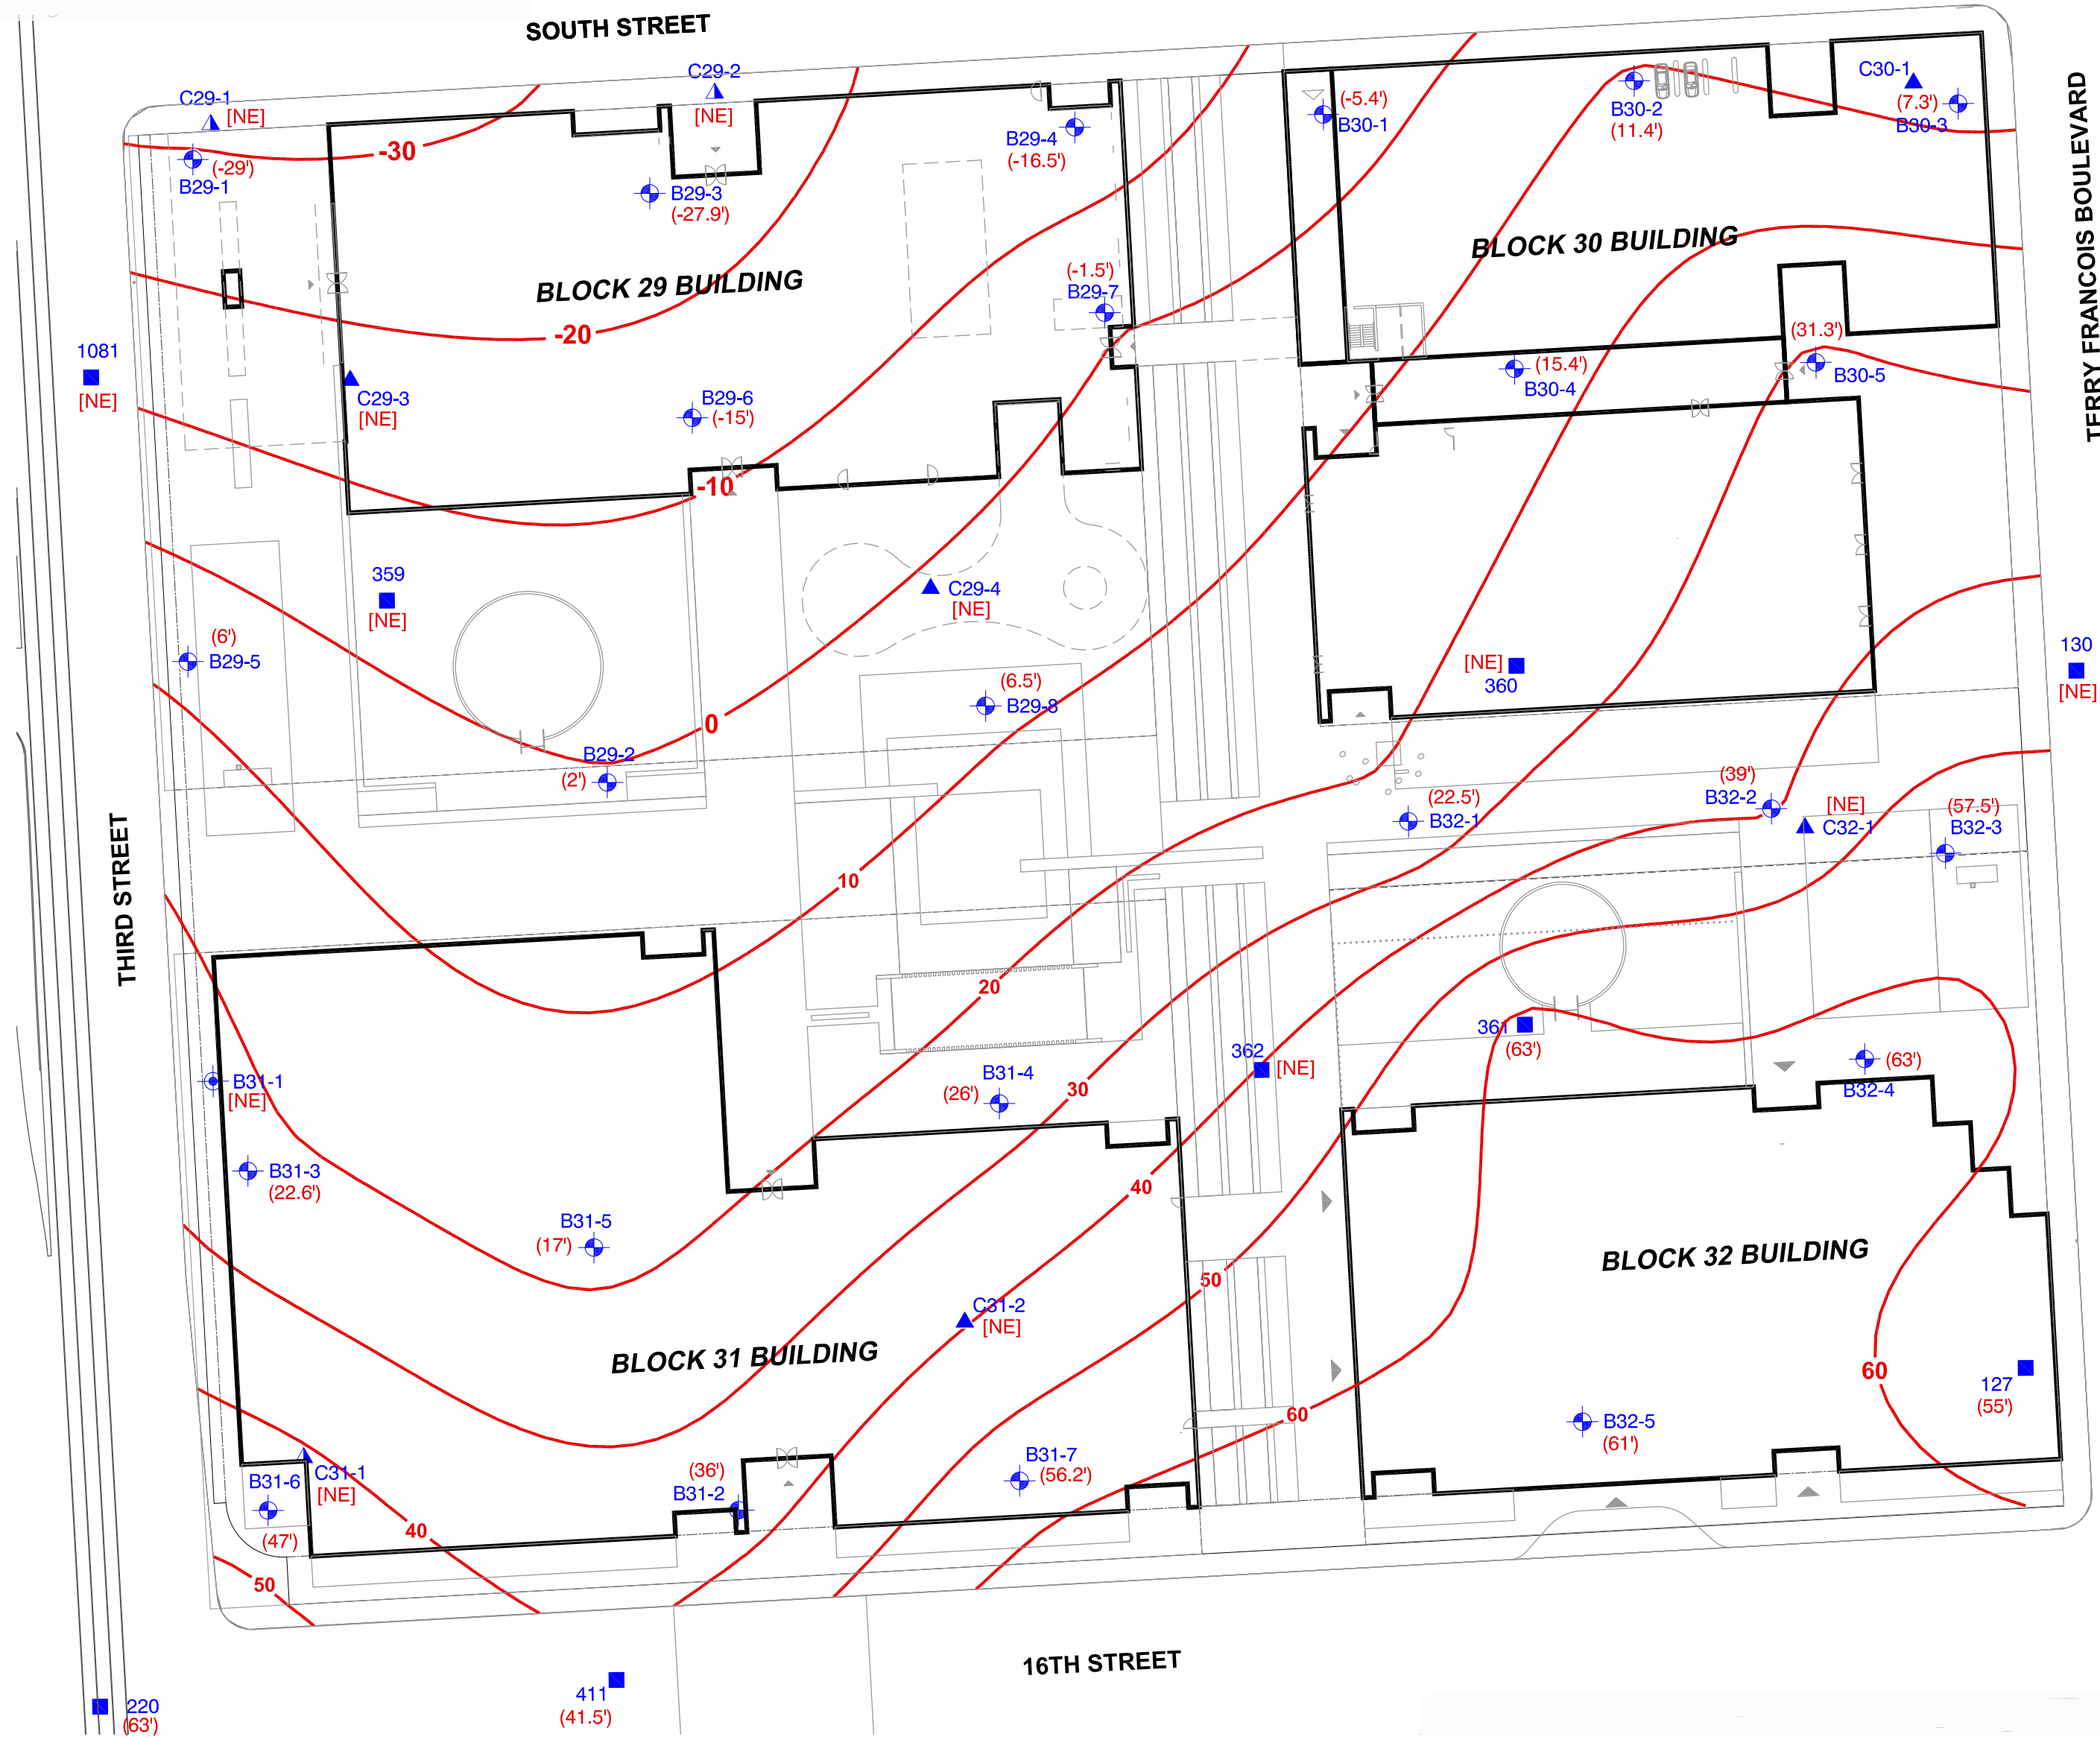 SOUTH STREET
C29-2
[NE]
C29-1
[NE]
C30-1
(7.3')
B30-3
(-5.4')
B30-1
B30-2
(11.4')
TERRY FRANCOIS BOULEVARD
B29-4
(-16.5')
-30
(-29')
B29-1
B29-3
(-27.9')
BLOCK 30 BUILDING
BLOCK 29 BUILDING
(-1.5')
B29-7
-20
(31.3')
B30-5
(15.4')
B30-4
1081
[NE]
C29-3
[NE]
B29-6
(-15')
-10
359
[NE]
C29-4
[NE]
(6')
B29-5
[NE]
360
130
[NE]
(6.5')
B29-8
0
B29-2
(2')
(39')
B32-2
[NE]
C32-1
(57.5')
B32-3
(22.5')
B32-1
THIRD STREET
10
20
361
(63')
362
[NE]
(63')
B32-4
B31-1
[NE]
B31-4
(26')
30
B31-3
(22.6')
40
B31-5
(17')
BLOCK 32 BUILDING
50
C31-2
[NE]
BLOCK 31 BUILDING
60
127
(55')
60
B32-5
(61')
B31-7
(56.2')
(36')
B31-2
B31-6
C31-1
[NE]
(47')
40
50
16TH STREET
411
(41.5')
220
(63')